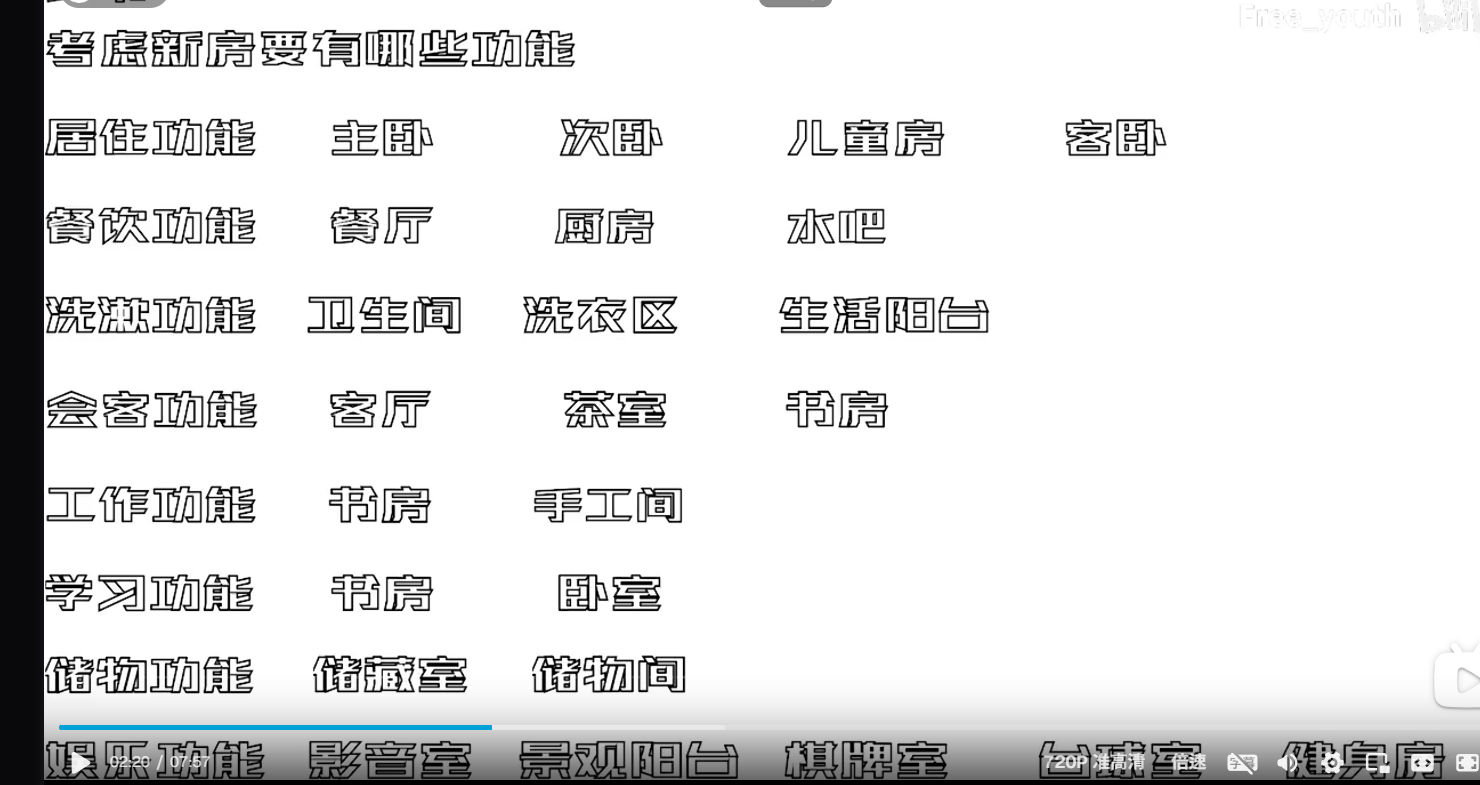 Free_youth
考虑新房要有哪些功能
居住功能 主卧 次卧 儿童房 客卧
餐饮功能 餐厅 厨房 水吧
洗漱功能 卫生间 洗衣区 生活阳台
会客功能 客厅 茶室 书房
工作功能 书房 手工间
学习功能 书房 卧室
储物功能 储藏室 储物间
娱乐功能 影音室 景观阳台 棋牌室 台球室 健身房
02:20 / 07:57 720P 准高清 倍速